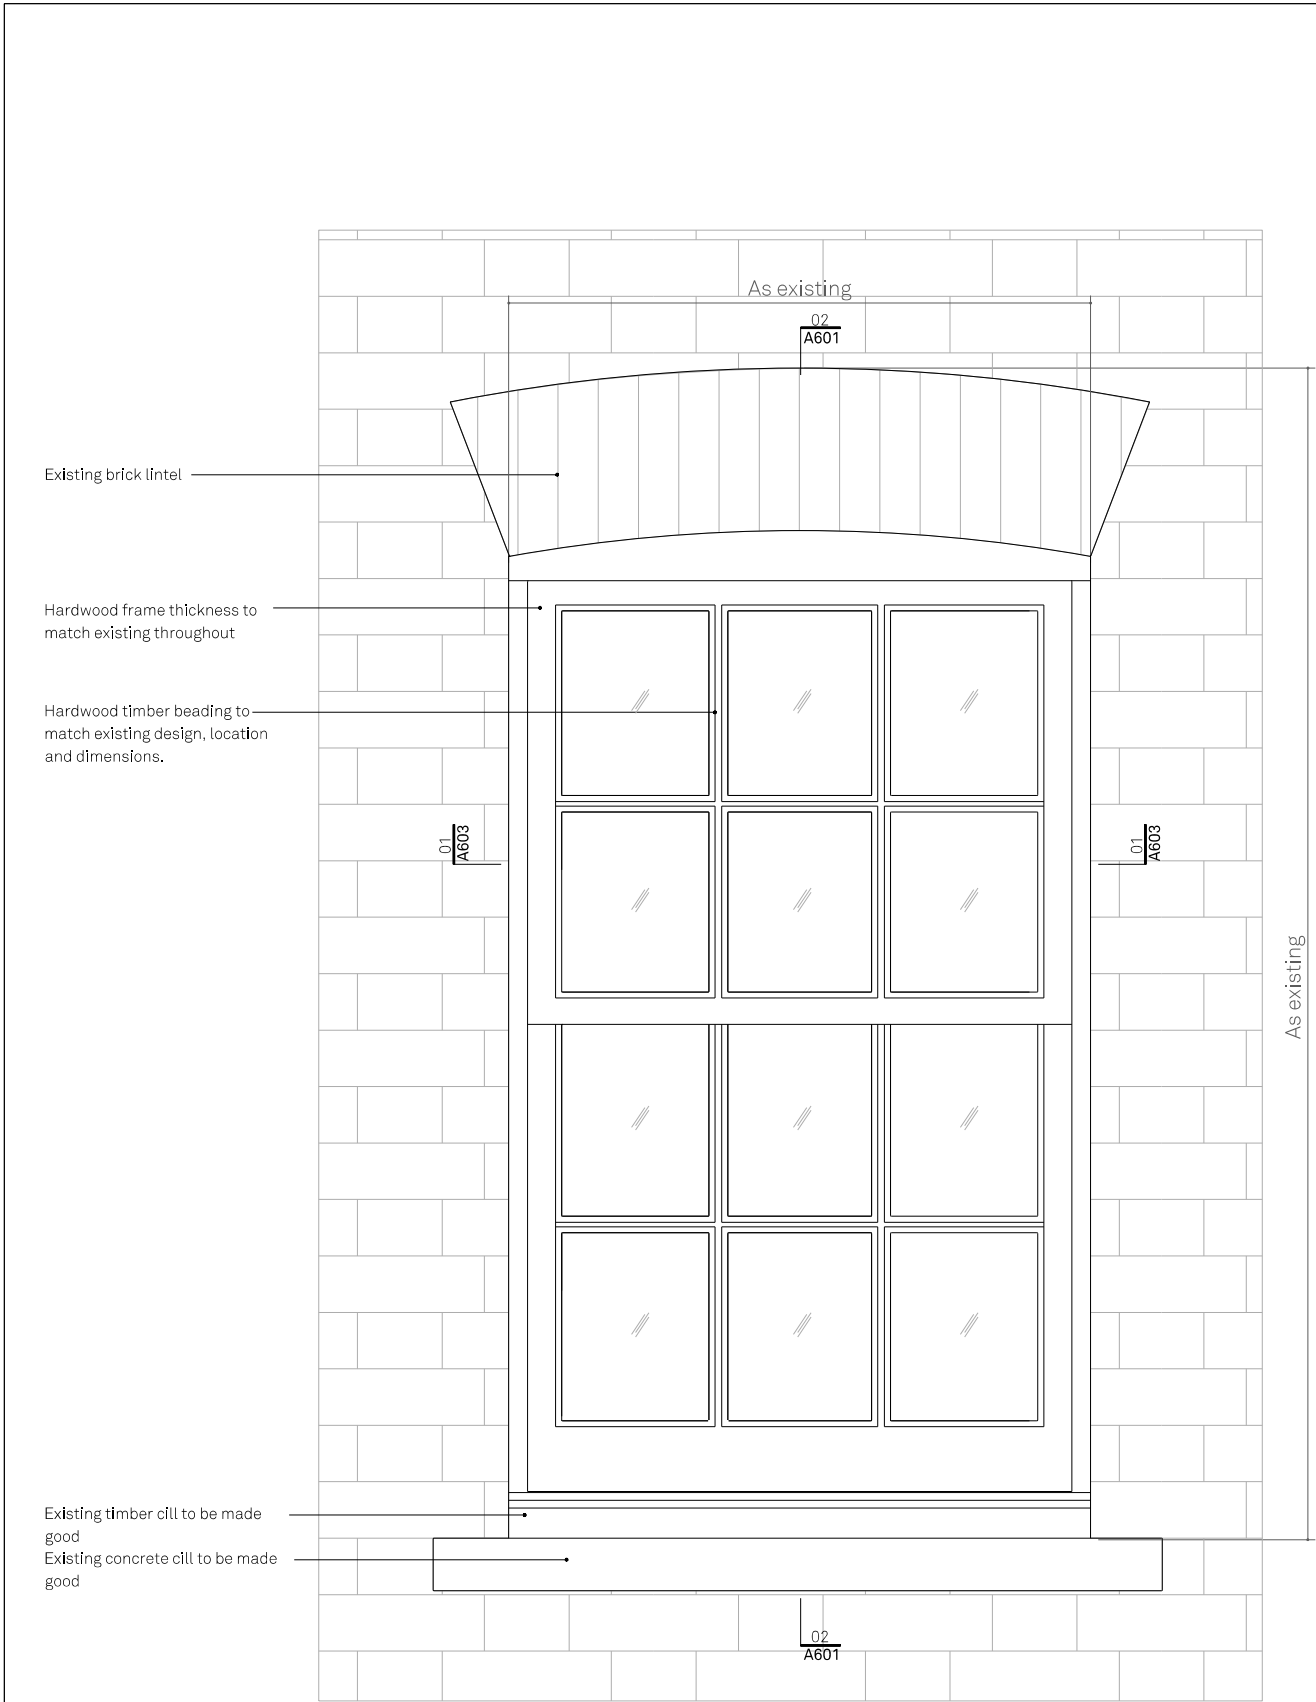 As existing
02
A601
Existing brick lintel
Hardwood frame thickness to
match existing throughout
Hardwood timber beading to
match existing design, location
and dimensions.
01
A603
01
A603
As existing
Existing timber cill to be made
good
Existing concrete cill to be made
good
02
A601